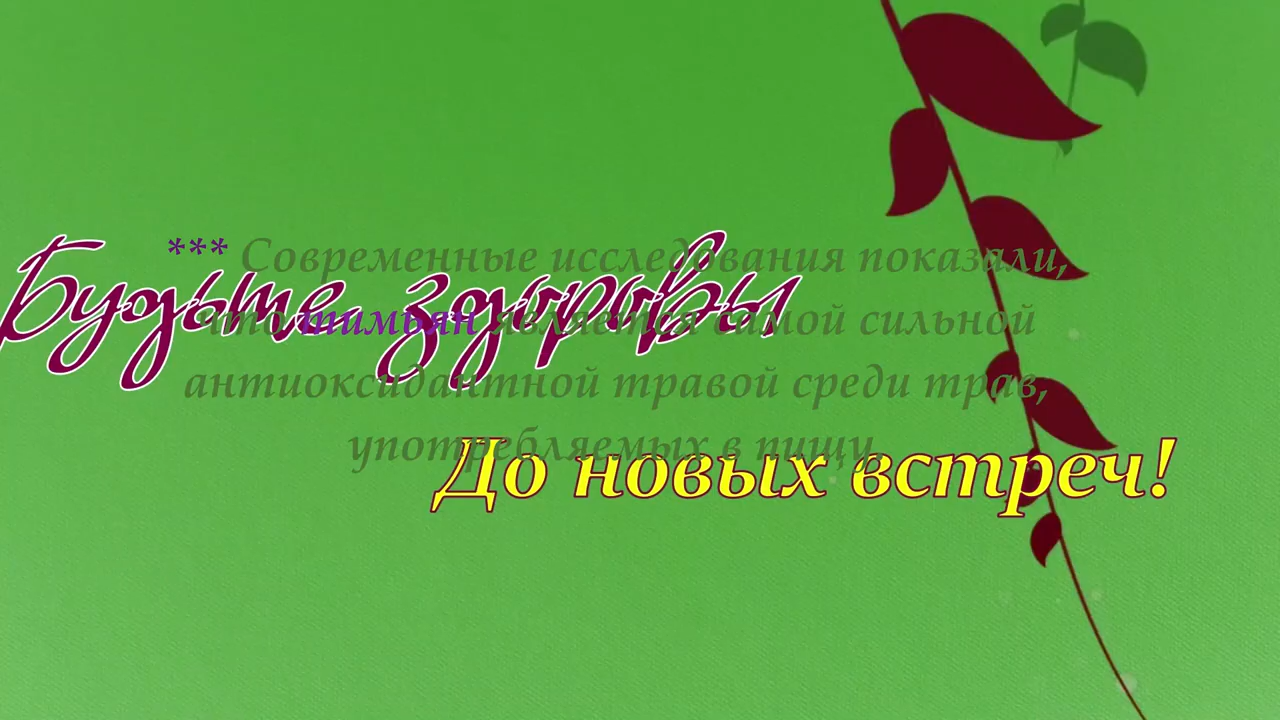 *** Современные исследования показали,
Будьте здоровы
что тимьян является самой сильной
антиоксидантной травой среди трав,
употребляемых в пищу.
До новых встреч!